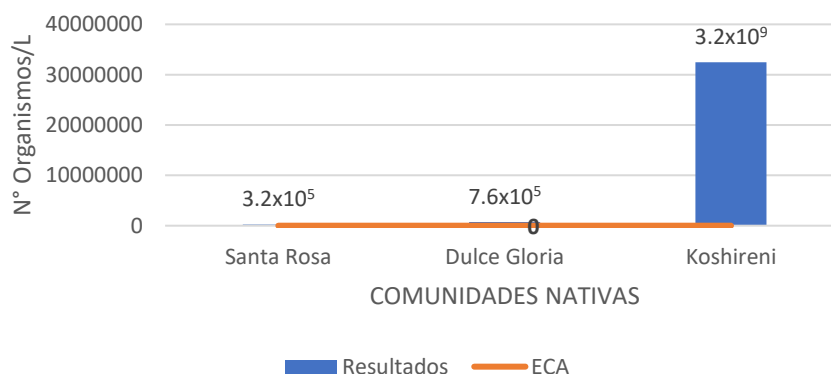 N° Organismos/L
40000000
30000000
20000000
10000000
0
3.2x10⁵
7.6x10⁵
3.2x10⁹
0
Santa Rosa
Dulce Gloria
Koshireni
COMUNIDADES NATIVAS
Resultados
ECA